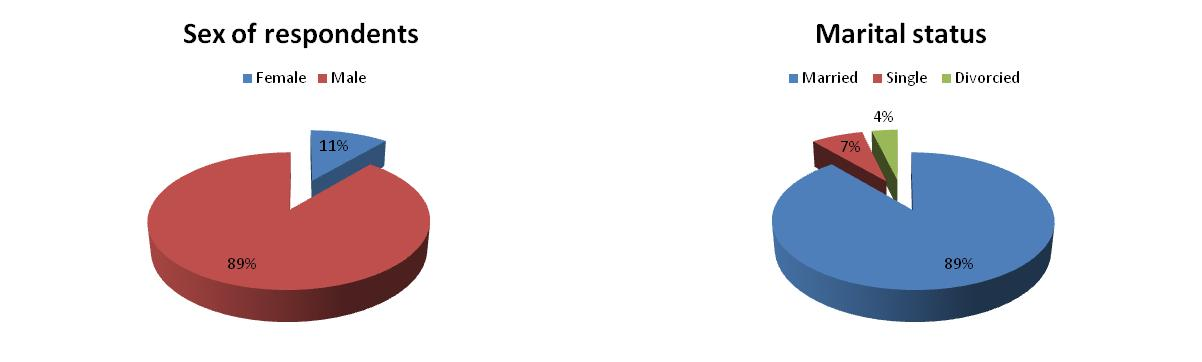 Sex of respondents
Female Male
11%
89%
Marital status
Married Single Divorcied
4%
7%
89%